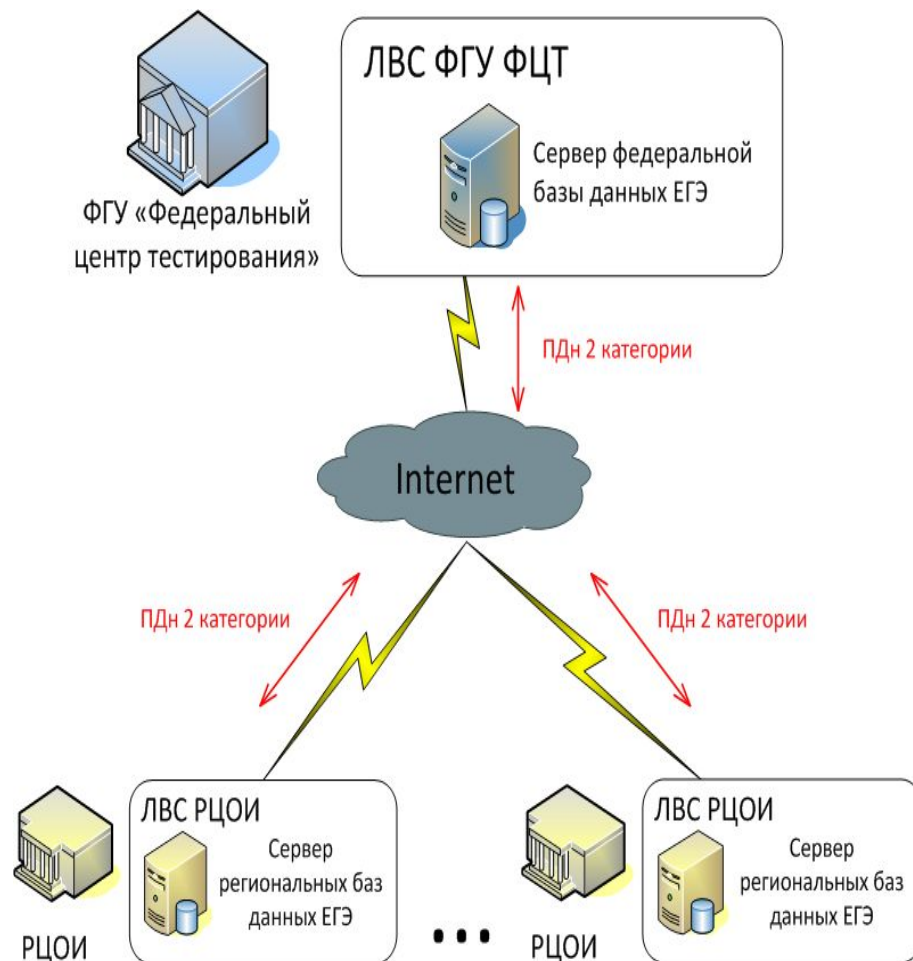 ЛВС ФГУ ФЦТ
Сервер федеральной
базы данных ЕГЭ
ФГУ «Федеральный
центр тестирования»
ПДн 2 категории
Internet
ПДн 2 категории
ПДн 2 категории
ЛВС РЦОИ
Сервер
региональных баз
данных ЕГЭ
РЦОИ
...
ЛВС РЦОИ
Сервер
региональных баз
данных ЕГЭ
РЦОИ